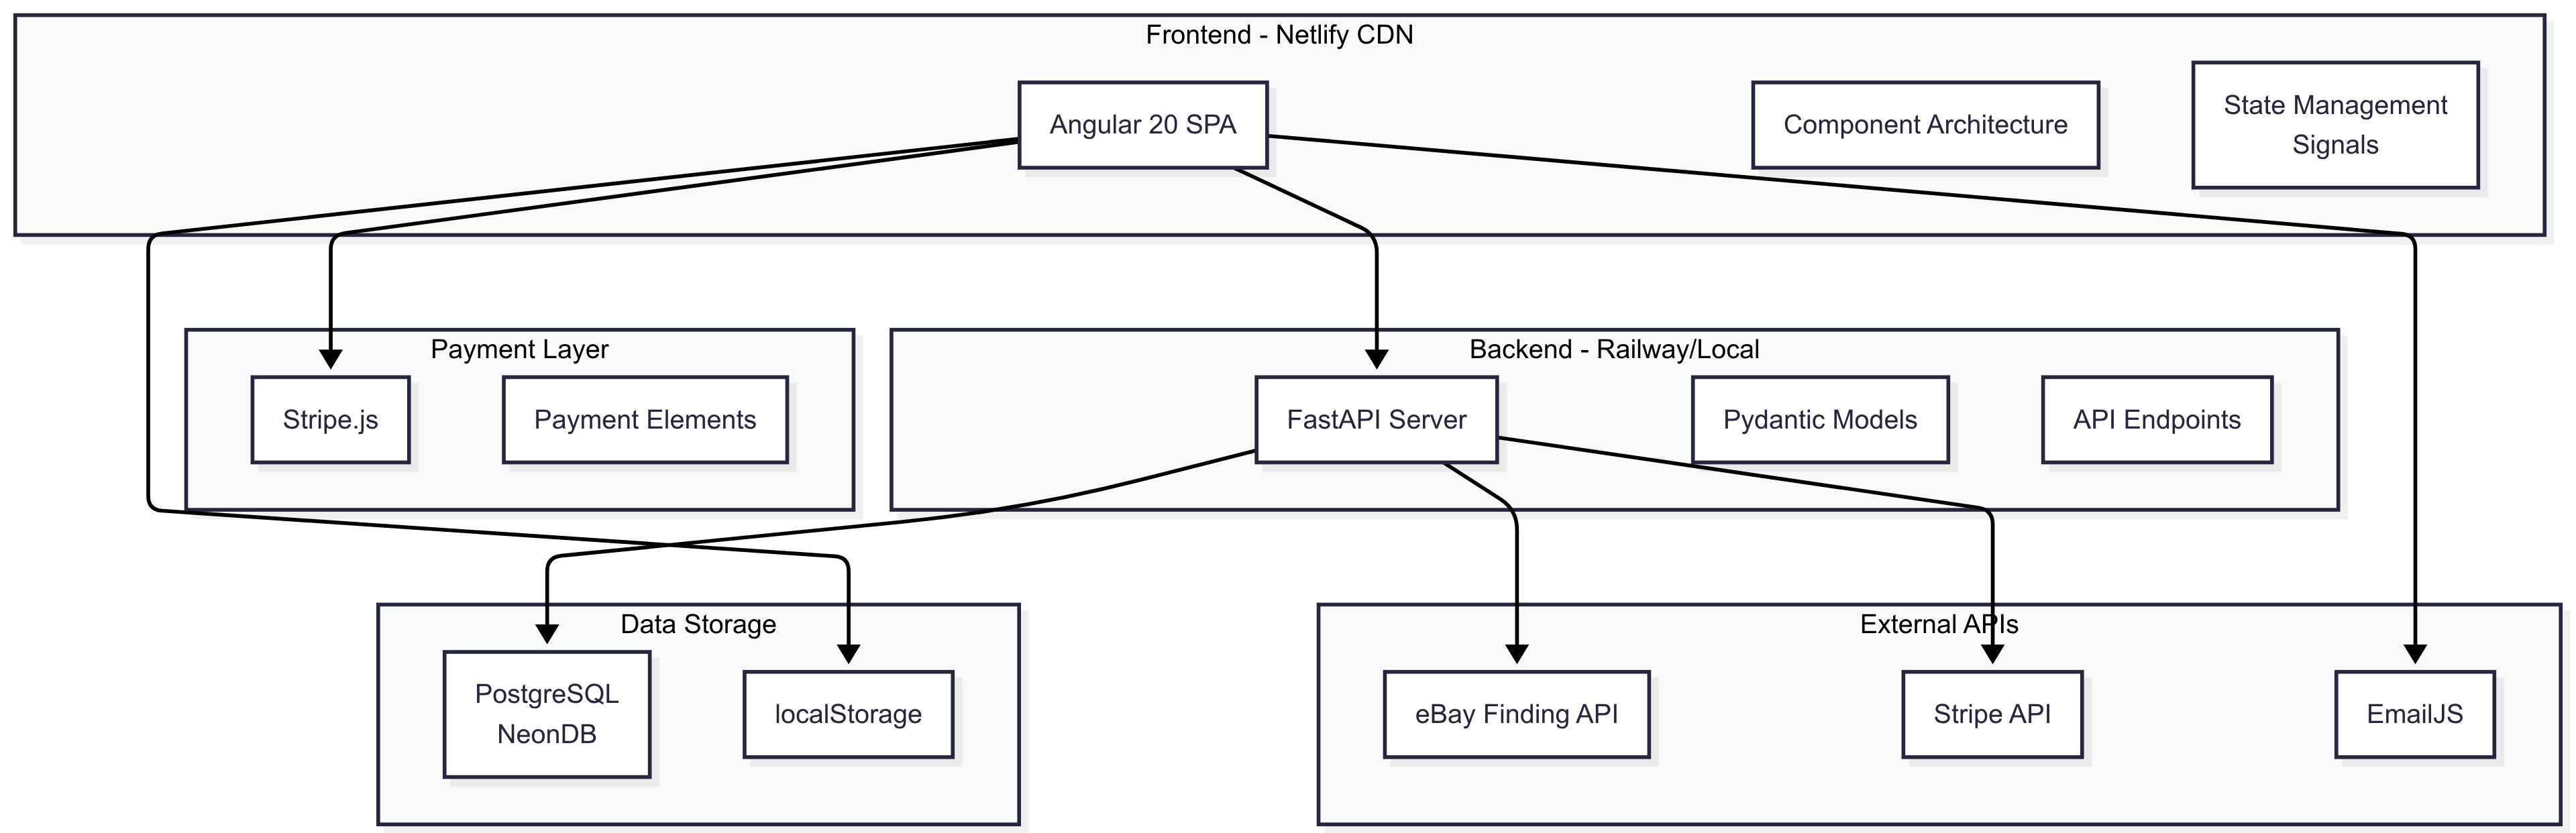 Frontend - Netlify CDN
Angular 20 SPA
Component Architecture
State Management
Signals
Payment Layer
Stripe.js
Payment Elements
Backend - Railway/Local
FastAPI Server
Pydantic Models
API Endpoints
Data Storage
PostgreSQL
NeonDB
localStorage
External APIs
eBay Finding API
Stripe API
EmailJS